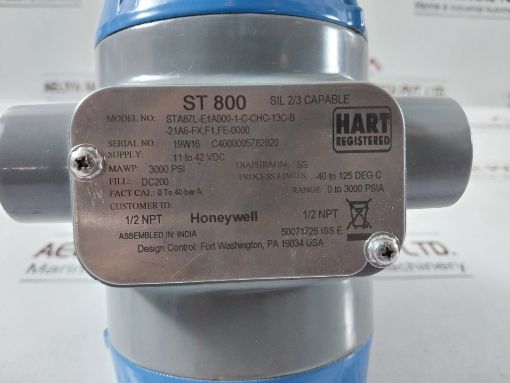 ST 800 SIL 2/3 CAPABLE
MODEL NO: STA87L-E1A000-1-C-CHC-13C-B
-21A6-FX,F1,FE-0000
HART
REGISTERED
SERIAL NO: 19W16 C4000005782820
SUPPLY: 11 to 42 VDC
MAWP: 3000 PSI DIAPHRAGM: SS
FILL: DC200 PROCESS LIMITS -40 to 125 DEG C
FACT CAL. 0 To 40 bar A RANGE: 0 to 3000 PSIA
CUSTOMER ID:
1/2 NPT Honeywell 1/2 NPT
ASSEMBLED IN: INDIA 50071726 ISS E
Design Control: Fort Washington, PA 19034 USA